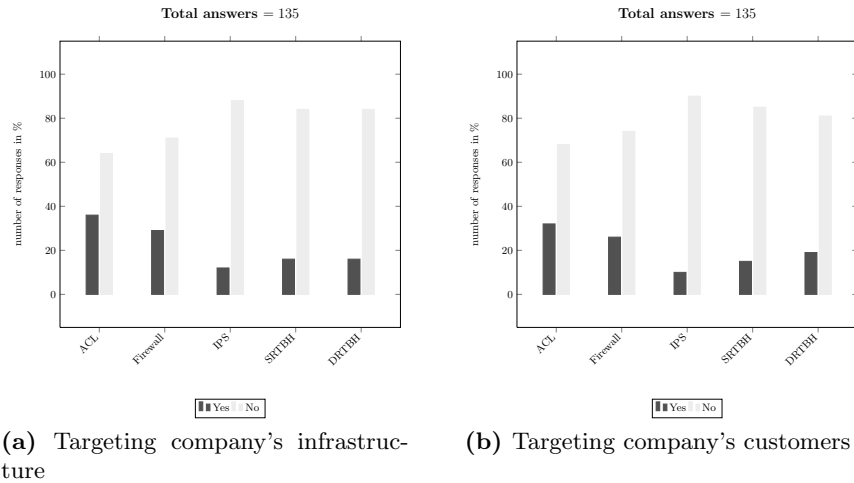 Total answers = 135
100
80
60
40
20
0
number of responses in %
ACL
Firewall
IPS
SRTBH
DRTBH
Yes No
(a) Targeting company's infrastruc-
ture
Total answers = 135
100
80
60
40
20
0
number of responses in %
ACL
Firewall
IPS
SRTBH
DRTBH
Yes No
(b) Targeting company's customers